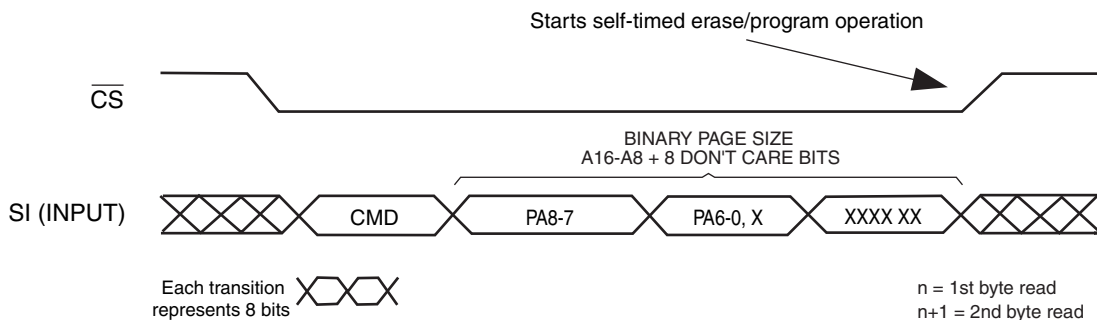 Starts self-timed erase/program operation
CS
BINARY PAGE SIZE
A16-A8 + 8 DON'T CARE BITS
SI (INPUT)
CMD
PA8-7
PA6-0, X
XXXX XX
Each transition
represents 8 bits
n = 1st byte read
n+1 = 2nd byte read